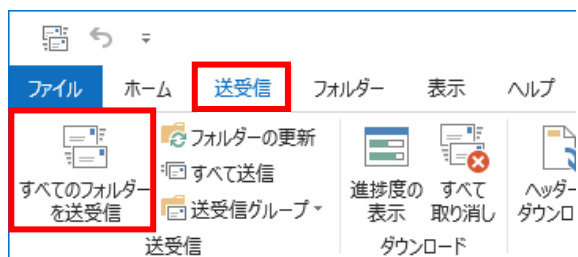 ファイル ホーム 送受信 フォルダー 表示 ヘルプ
すべてのフォルダー
を送受信
フォルダーの更新
すべて送信
送受信グループ
送受信
進捗度の
表示
すべて
取り消し
ダウンロード
ヘッダー
ダウンロ